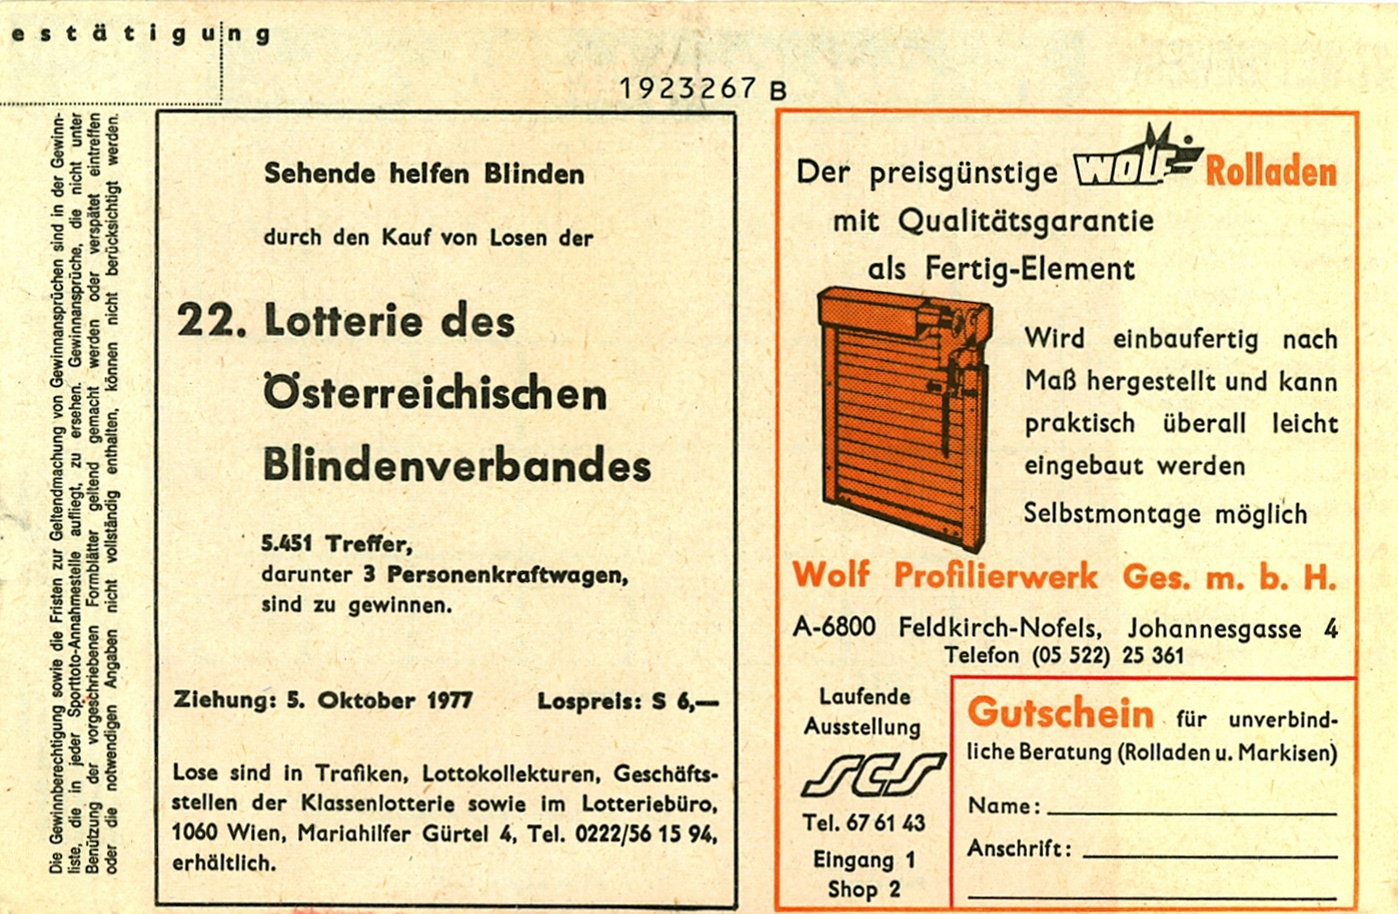 estätigung
1923267 B
Die Gewinnberechtigung sowie die Fristen zur Geltendmachung von Gewinnansprüchen sind in der Gewinn-
liste, die in jeder Sporttoto-Annahmestelle aufliegt, zu ersehen. Gewinnansprüche, die nicht unter
Benützung der vorgeschriebenen Formblätter geltend gemacht werden oder verspätet eintreffen
oder die notwendigen Angaben nicht vollständig enthalten, können nicht berücksichtigt werden.
Sehende helfen Blinden
durch den Kauf von Losen der
22. Lotterie des
Österreichischen
Blindenverbandes
5.451 Treffer,
darunter 3 Personenkraftwagen,
sind zu gewinnen.
Ziehung: 5. Oktober 1977 Lospreis: S 6,—
Lose sind in Trafiken, Lottokollekturen, Geschäfts-
stellen der Klassenlotterie sowie im Lotteriebüro,
1060 Wien, Mariahilfer Gürtel 4, Tel. 0222/56 15 94,
erhältlich.
Der preisgünstige WOLF Rolladen
mit Qualitätsgarantie
als Fertig-Element
Wird einbaufertig nach
Maß hergestellt und kann
praktisch überall leicht
eingebaut werden
Selbstmontage möglich
Wolf Profilierwerk Ges. m. b. H.
A-6800 Feldkirch-Nofels, Johannesgasse 4
Telefon (05 522) 25 361
Laufende
Ausstellung
SCS
Tel. 67 61 43
Eingang 1
Shop 2
Gutschein für unverbind-
liche Beratung (Rolladen u. Markisen)
Name:
Anschrift: